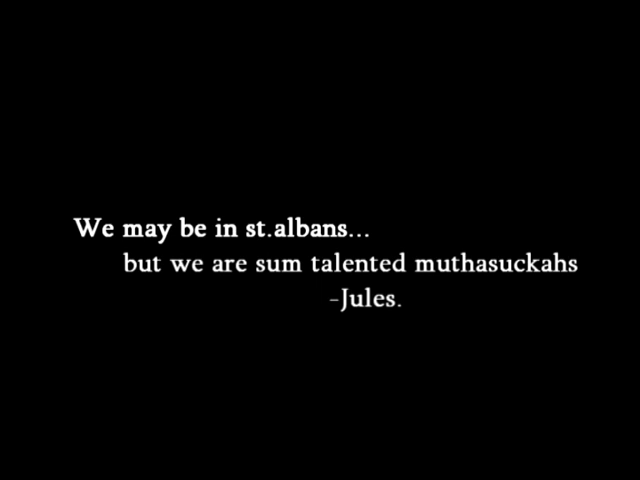 We may be in st.albans...
but we are sum talented muthasuckahs
-Jules.